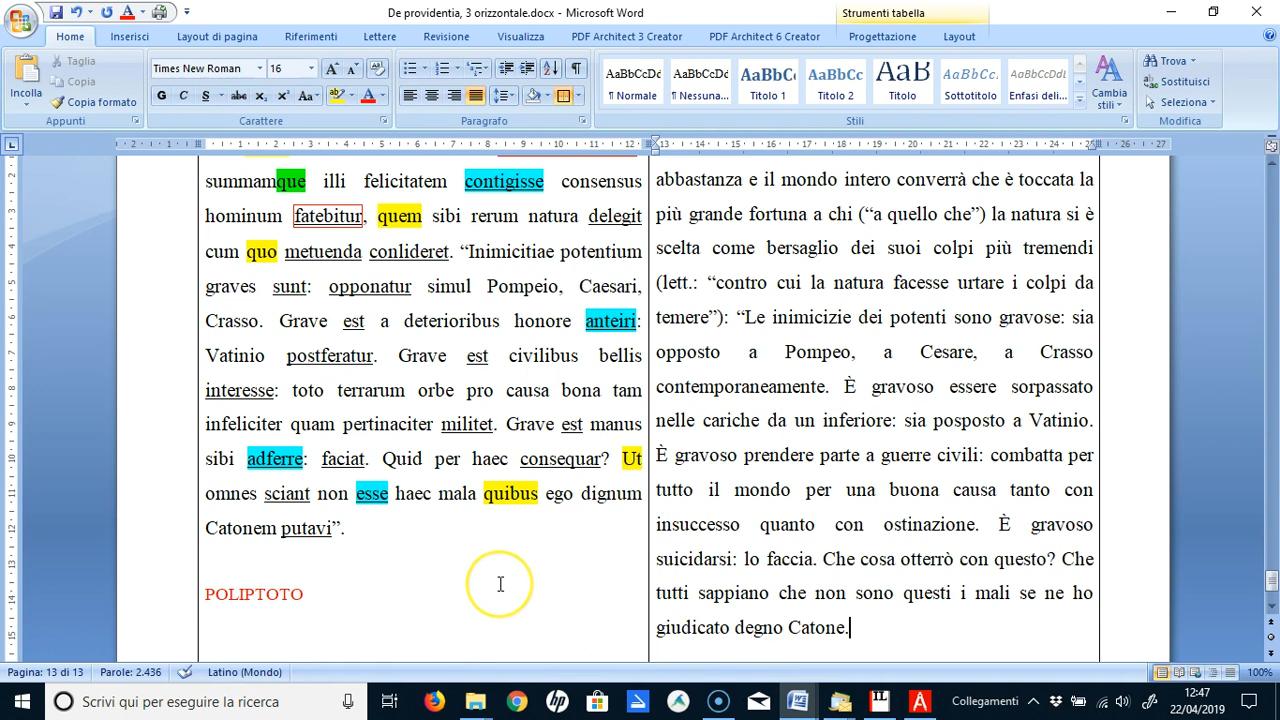 De providentia, 3 orizzontale.docx - Microsoft Word
Strumenti tabella
Home Inserisci Layout di pagina Riferimenti Lettere Revisione Visualizza PDF Architect 3 Creator PDF Architect 6 Creator Progettazione Layout
Incolla
Taglia
Copia
Copia formato
Appunti
Times New Roman 16
Carattere
Paragrafo
AaBbCcDd AaBbCcDd AaBbC AaBbCc AaB AaBbCcL AaBbCcDd
¶ Normale ¶ Nessuna... Titolo 1 Titolo 2 Titolo Sottotitolo Enfasi deli...
Stili
Cambia stili
Trova
Sostituisci
Seleziona
Modifica
summamque illi felicitatem contigisse consensus
hominum fatebitur, quem sibi rerum natura delegit
cum quo metuenda conlideret. “Inimicitiae potentium
graves sunt: opponatur simul Pompeio, Caesari,
Crasso. Grave est a deterioribus honore anteiri:
Vatinio postferatur. Grave est civilibus bellis
interesse: toto terrarum orbe pro causa bona tam
infeliciter quam pertinaciter militet. Grave est manus
sibi adferre: faciat. Quid per haec consequar? Ut
omnes sciant non esse haec mala quibus ego dignum
Catonem putavi”.
POLIPTOTO
abbastanza e il mondo intero converrà che è toccata la
più grande fortuna a chi (“a quello che”) la natura si è
scelta come bersaglio dei suoi colpi più tremendi
(lett.: “contro cui la natura facesse urtare i colpi da
temere”): “Le inimicizie dei potenti sono gravose: sia
opposto a Pompeo, a Cesare, a Crasso
contemporaneamente. È gravoso essere sorpassato
nelle cariche da un inferiore: sia posposto a Vatinio.
È gravoso prendere parte a guerre civili: combatta per
tutto il mondo per una buona causa tanto con
insuccesso quanto con ostinazione. È gravoso
suicidarsi: lo faccia. Che cosa otterrò con questo? Che
tutti sappiano che non sono questi i mali se ne ho
giudicato degno Catone.
Pagina: 13 di 13 Parole: 2.436 Latino (Mondo) 100%
Scrivi qui per eseguire la ricerca
Collegamenti
12:47
22/04/2019